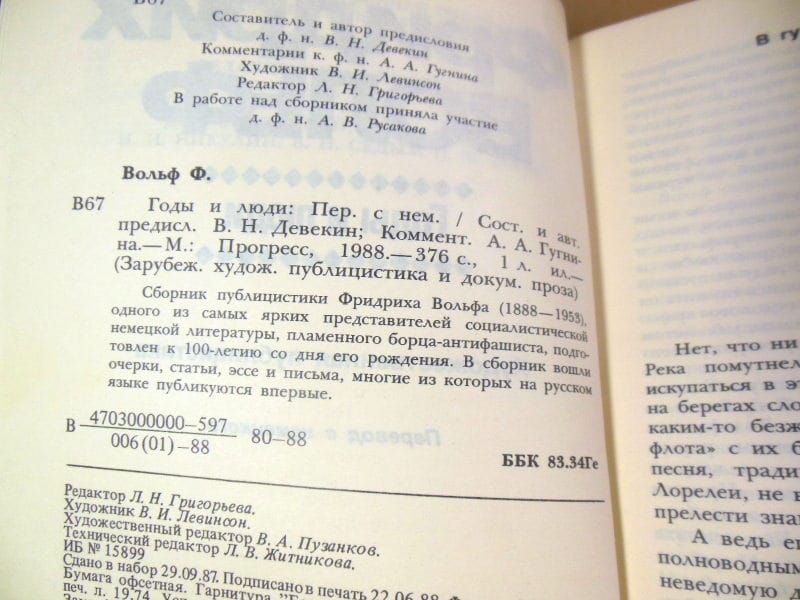 В67
Составитель и автор предисловия
д. ф. н. В. Н. Девекин
Комментарии к. ф. н. А. А. Гугнина
Художник В. И. Левинсон
Редактор Л. Н. Григорьева
В работе над сборником приняла участие
д. ф. н. А. В. Русакова
Вольф Ф.
В67 Годы и люди: Пер. с нем. / Сост. и авт.
предисл. В. Н. Девекин; Коммент. А. А. Гугни-
на.— М.: Прогресс, 1988.— 376 с., 1 л. ил.—
(Зарубеж. худож. публицистика и докум. проза)
Сборник публицистики Фридриха Вольфа (1888—1953),
одного из самых ярких представителей социалистической
немецкой литературы, пламенного борца-антифашиста, подго-
товлен к 100-летию со дня его рождения. В сборник вошли
очерки, статьи, эссе и письма, многие из которых на русском
языке публикуются впервые.
В 4703000000—597 80—88
006(01)—88
ББК 83.34Ге
Редактор Л. Н. Григорьева.
Художник В. И. Левинсон.
Художественный редактор В. А. Пузанков.
Технический редактор Л. В. Житникова.
ИБ № 15899
Сдано в набор 29.09.87. Подписано в печать 22.06.88.
Бумага офсетная. Гарнитура
печ. л. 19,74.
В гу
Нет, что ни
Река помутнел
искупаться в эт
на берегах сло
каким-то безж
флота» с их б
песня, тради
Лорелеи, не в
прелести зна
А ведь е
полноводным
неведомую д